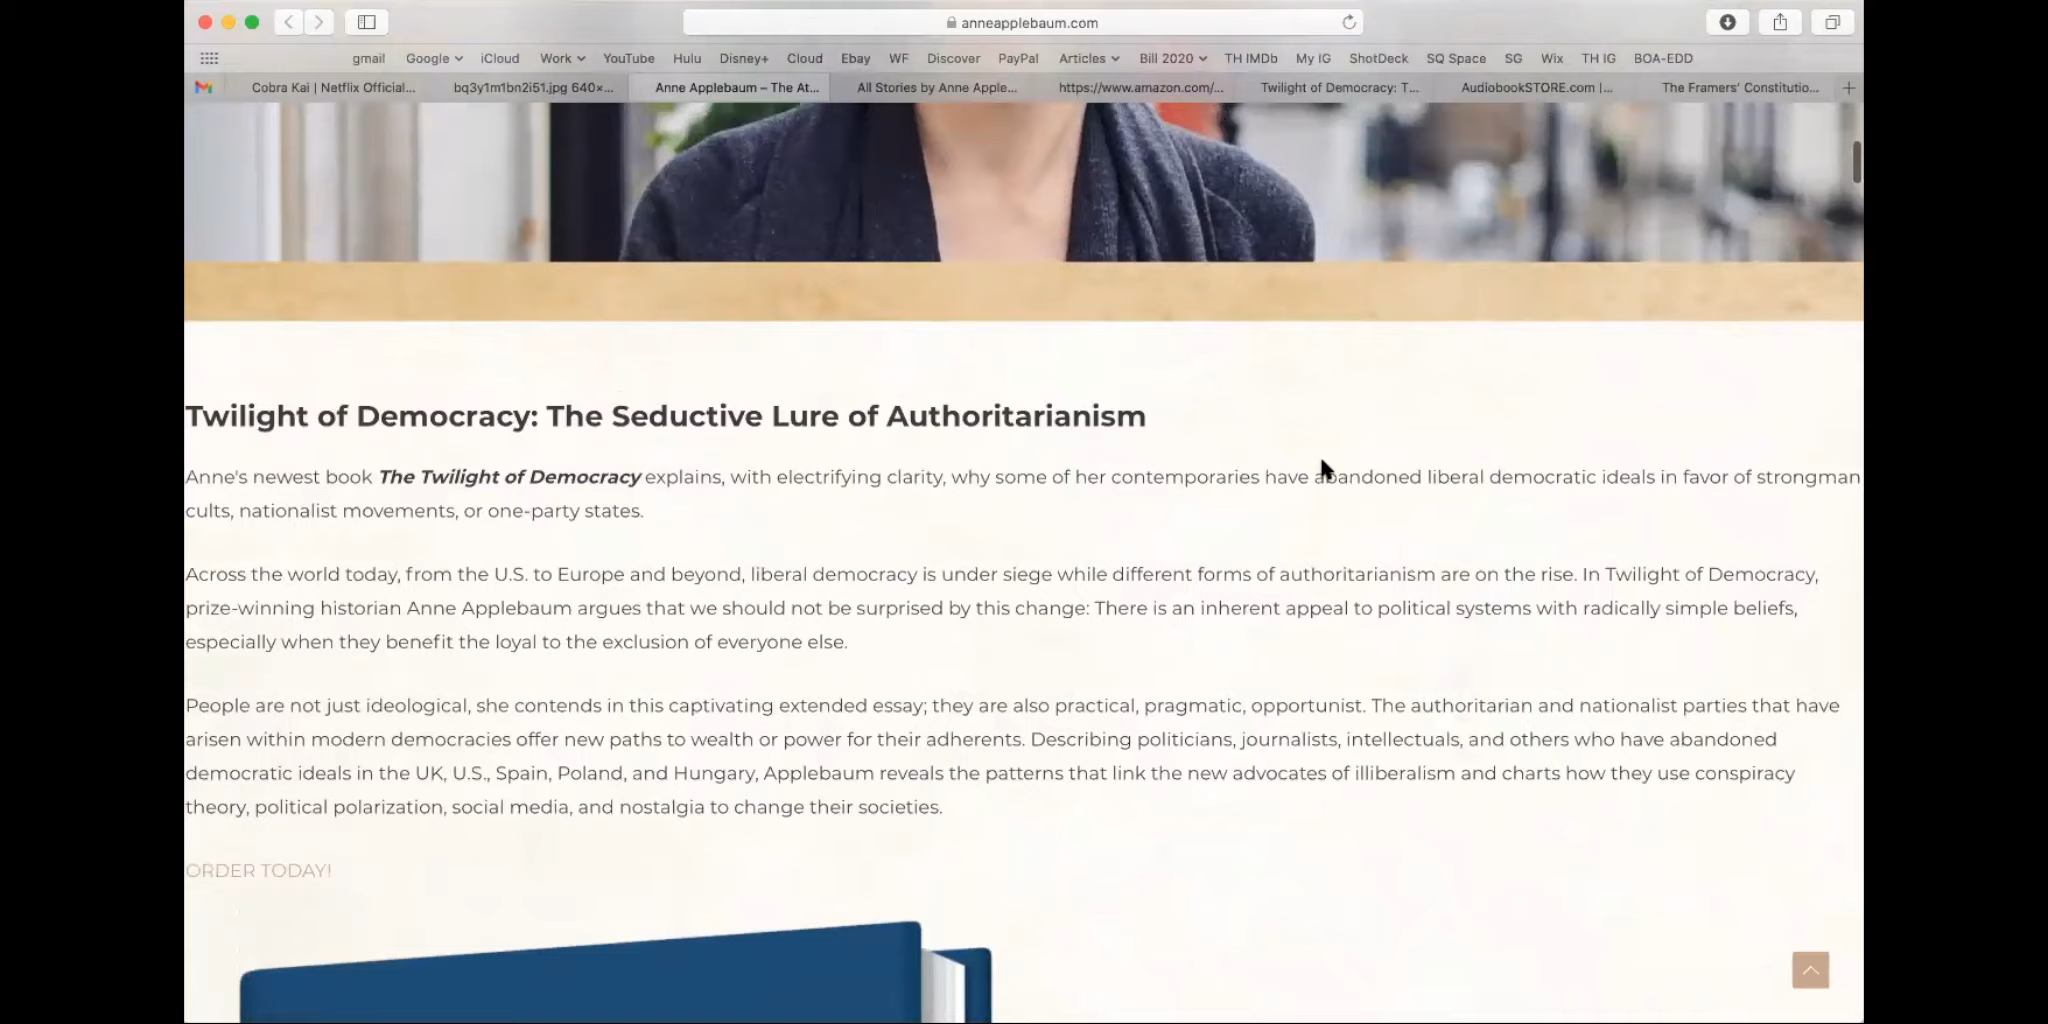 anneapplebaum.com
gmail Google iCloud Work YouTube Hulu Disney+ Cloud Ebay WF Discover PayPal Articles Bill 2020 TH IMDb My IG ShotDeck SQ Space SG Wix TH IG BOA-EDD
Cobra Kai | Netflix Official... bq3y1m1bn2i51.jpg 640×... Anne Applebaum – The At... All Stories by Anne Apple... https://www.amazon.com/... Twilight of Democracy: T... AudiobookSTORE.com |... The Framers' Constitutio...
Twilight of Democracy: The Seductive Lure of Authoritarianism
Anne's newest book The Twilight of Democracy explains, with electrifying clarity, why some of her contemporaries have abandoned liberal democratic ideals in favor of strongman
cults, nationalist movements, or one-party states.
Across the world today, from the U.S. to Europe and beyond, liberal democracy is under siege while different forms of authoritarianism are on the rise. In Twilight of Democracy,
prize-winning historian Anne Applebaum argues that we should not be surprised by this change: There is an inherent appeal to political systems with radically simple beliefs,
especially when they benefit the loyal to the exclusion of everyone else.
People are not just ideological, she contends in this captivating extended essay; they are also practical, pragmatic, opportunist. The authoritarian and nationalist parties that have
arisen within modern democracies offer new paths to wealth or power for their adherents. Describing politicians, journalists, intellectuals, and others who have abandoned
democratic ideals in the UK, U.S., Spain, Poland, and Hungary, Applebaum reveals the patterns that link the new advocates of illiberalism and charts how they use conspiracy
theory, political polarization, social media, and nostalgia to change their societies.
ORDER TODAY!